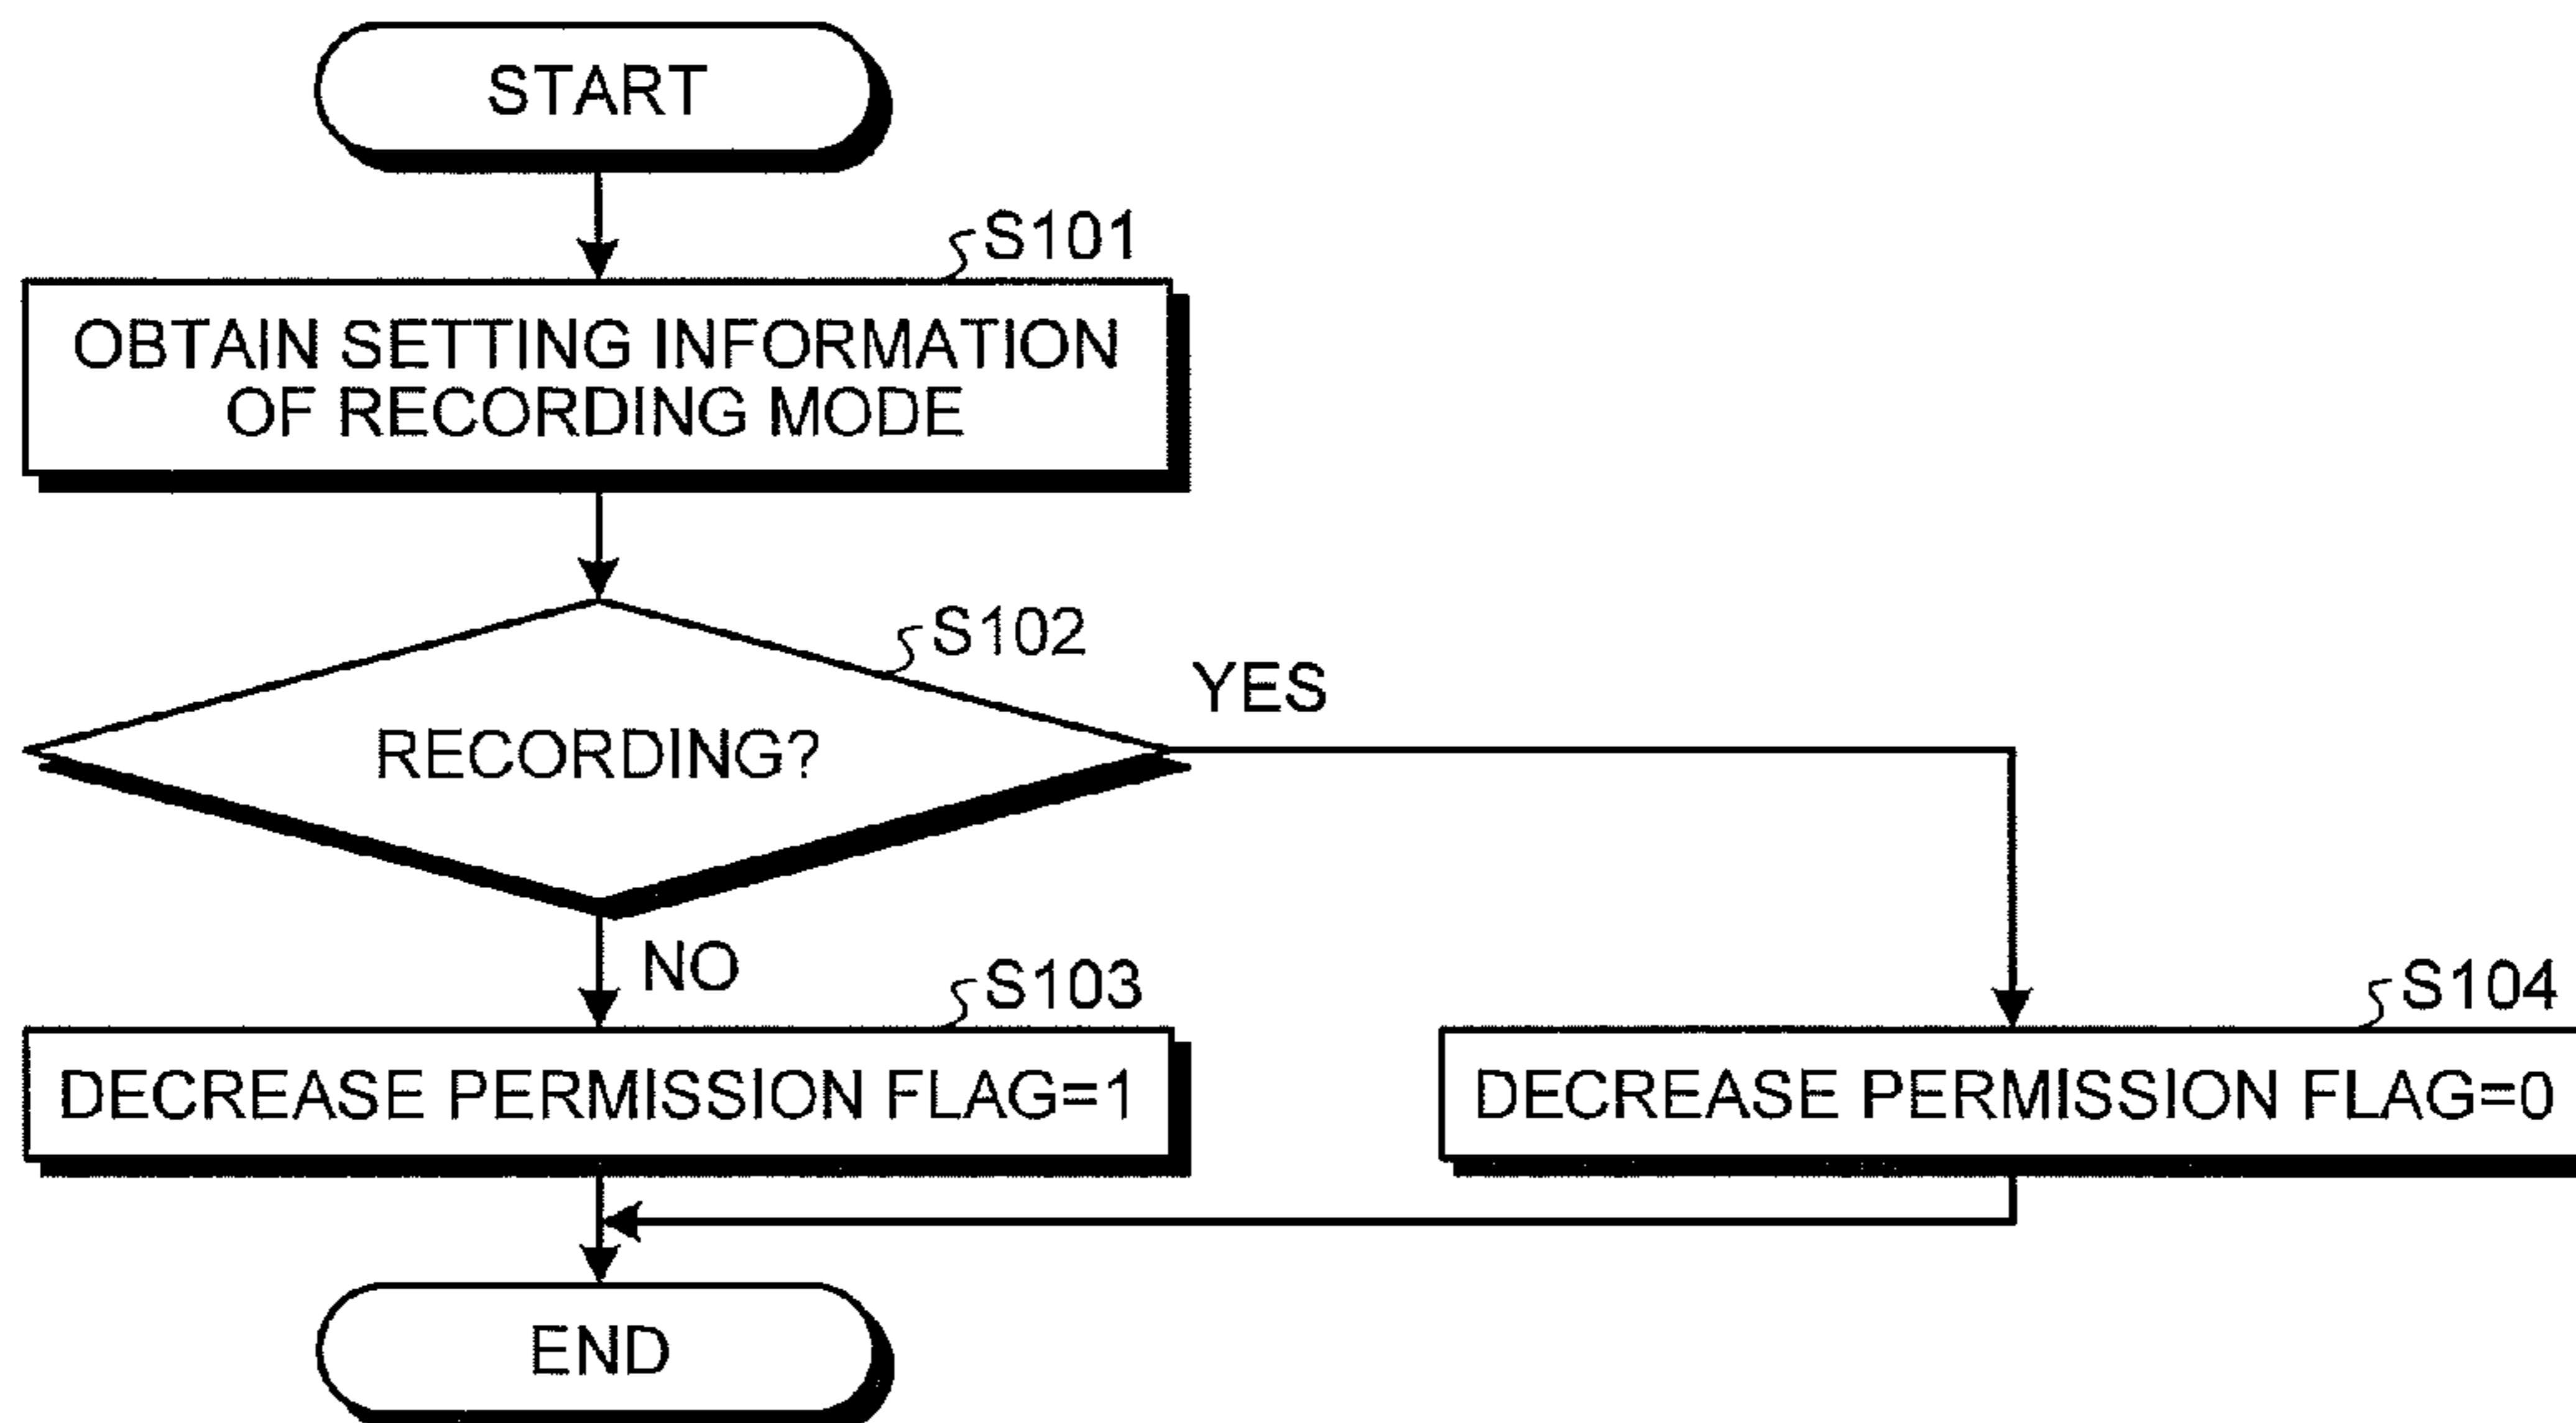 START
S101
OBTAIN SETTING INFORMATION
OF RECORDING MODE
S102
RECORDING?
YES
NO
S103
DECREASE PERMISSION FLAG=1
S104
DECREASE PERMISSION FLAG=0
END